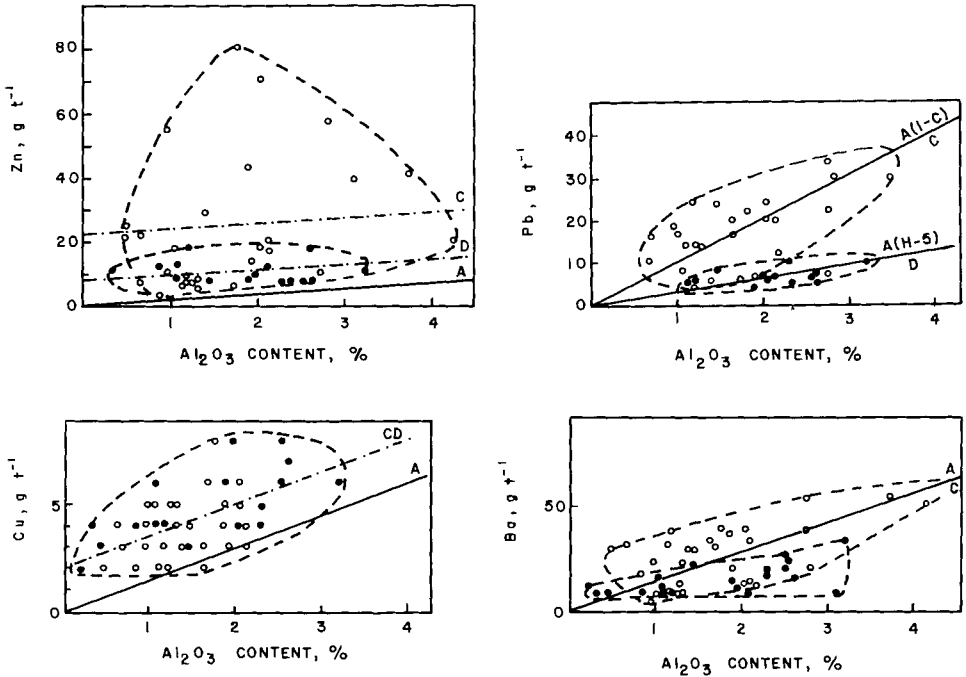 80
60
40
20
0
Zn, g t⁻¹
C
D
A
1
2
3
4
Al₂O₃ CONTENT, %
40
30
20
10
0
Pb, g t⁻¹
A(I-C)
C
A(H-5)
D
1
2
3
4
Al₂O₃ CONTENT, %
5
0
Cu, g t⁻¹
CD
A
1
2
3
4
Al₂O₃ CONTENT, %
50
0
Ba, g t⁻¹
A
C
1
2
3
4
Al₂O₃ CONTENT, %